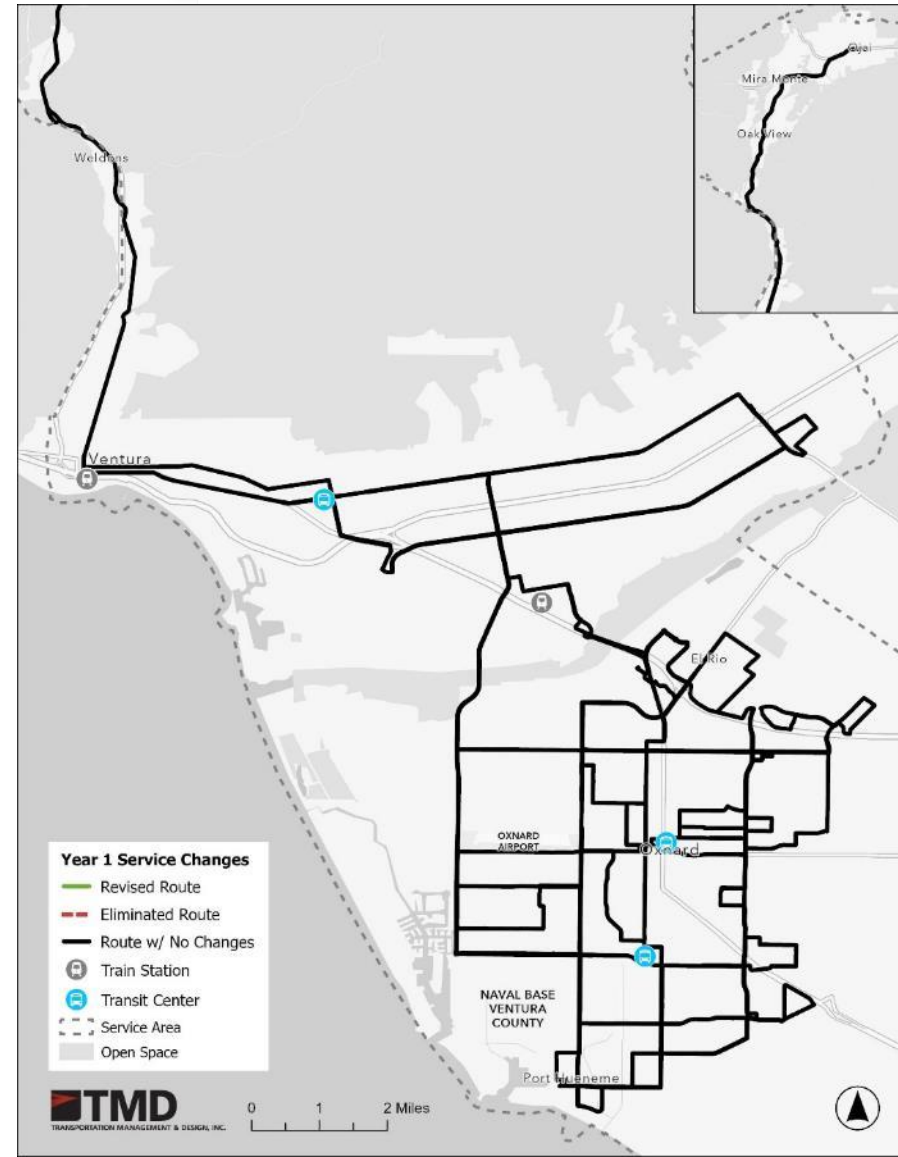 Ojai
Mira Monte
Oak View
Weldons
Ventura
El Rio
OXNARD
AIRPORT
Oxnard
NAVAL BASE
VENTURA
COUNTY
Port Hueneme
Year 1 Service Changes
Revised Route
Eliminated Route
Route w/ No Changes
Train Station
Transit Center
Service Area
Open Space
TMD
TRANSPORTATION MANAGEMENT & DESIGN, INC.
0 1 2 Miles